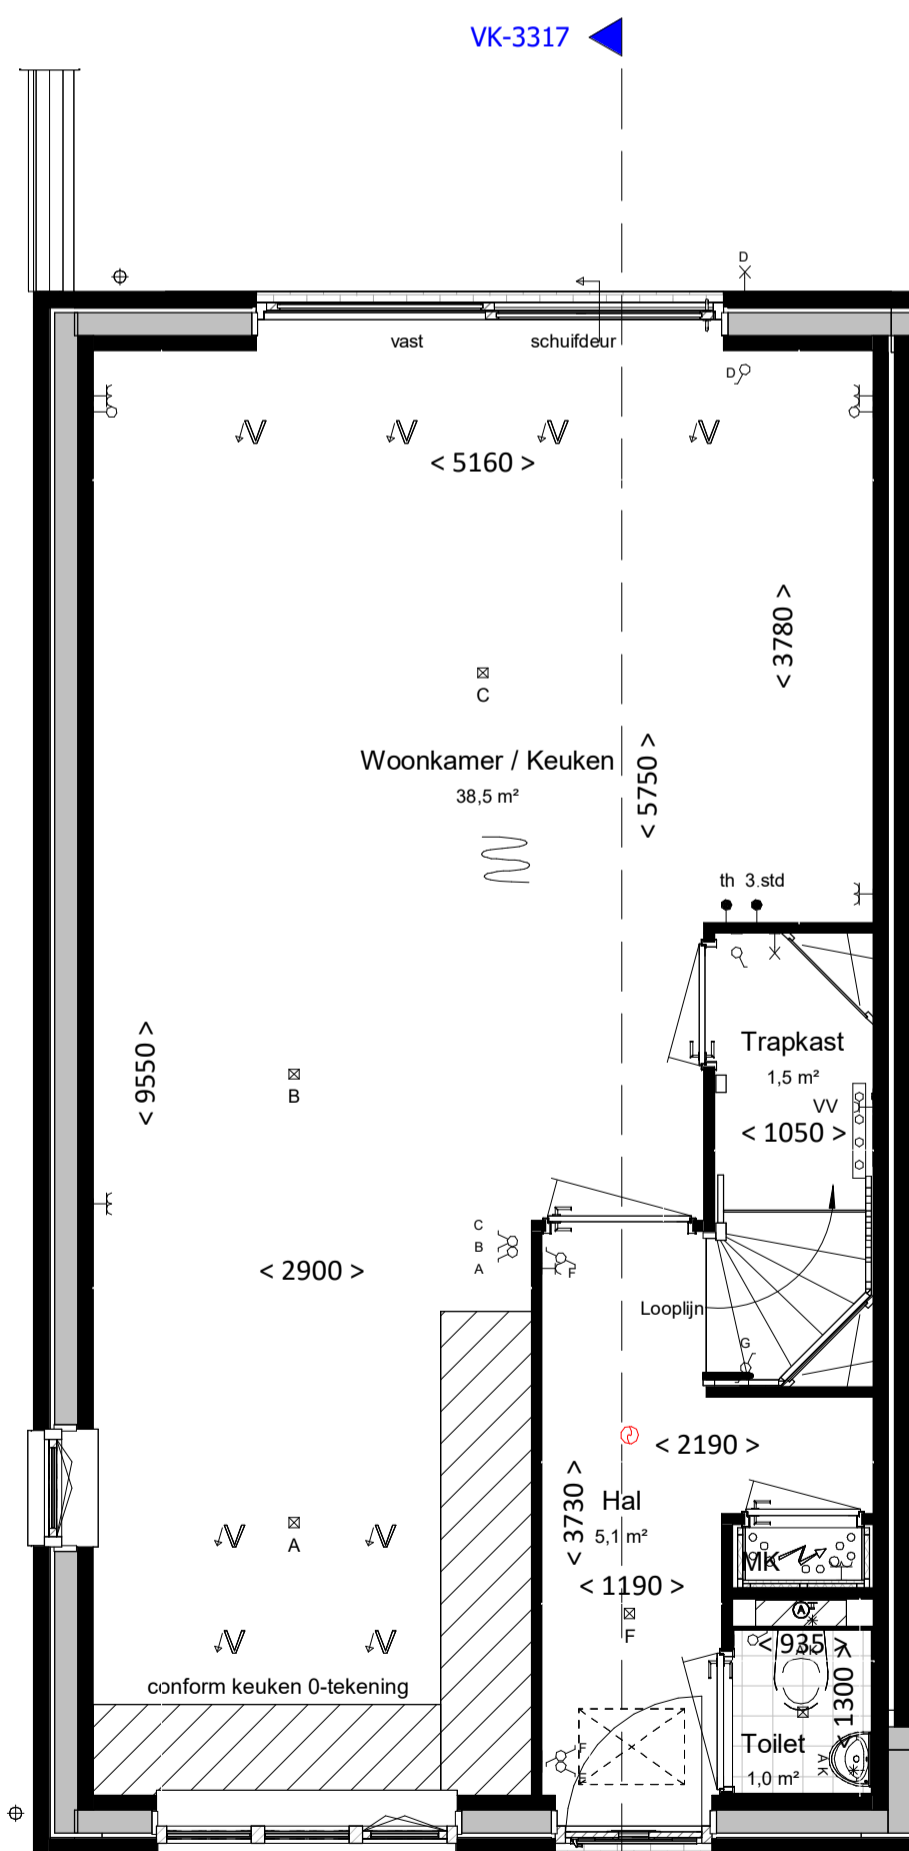 VK-3317
D
vast
schuifdeur
D
V V V V
< 5160 >
< 3780 >
C
Woonkamer / Keuken
38,5 m²
< 5750 >
th 3.std
Trapkast
1,5 m²
VV
< 1050 >
< 9550 >
B
C
B
A
F
< 2900 >
Looplijn
G
< 2190 >
< 3730 >
Hal
5,1 m²
MK
< 1190 >
V V
A
A
F
< 935 >
AK
< 1300 >
V V
conform keuken 0-tekening
Toilet
1,0 m²
AK
F
E